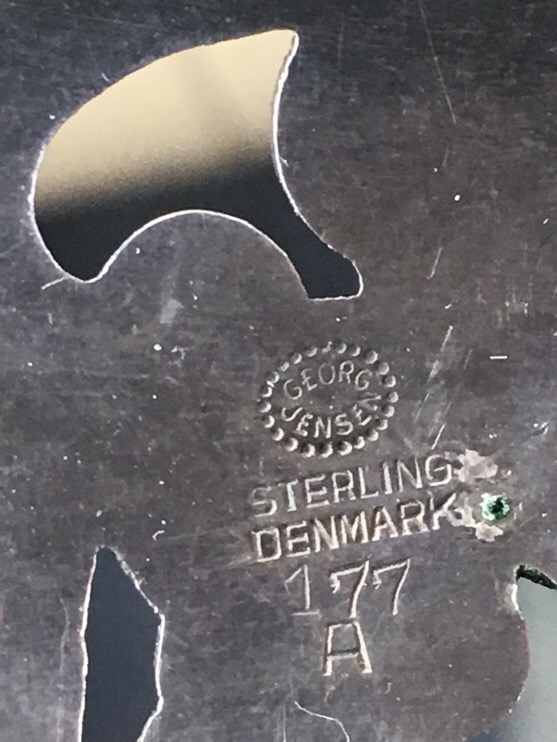 GEORG
JENSEN
STERLING
DENMARK
177
A